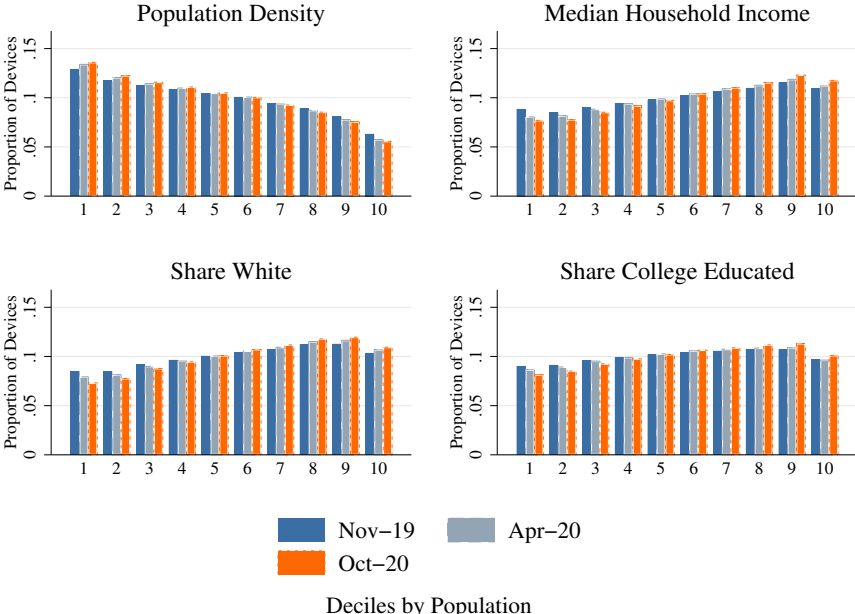 Population Density
Proportion of Devices
.15
.1
.05
0
1 2 3 4 5 6 7 8 9 10
Median Household Income
Proportion of Devices
.15
.1
.05
0
1 2 3 4 5 6 7 8 9 10
Share White
Proportion of Devices
.15
.1
.05
0
1 2 3 4 5 6 7 8 9 10
Share College Educated
Proportion of Devices
.15
.1
.05
0
1 2 3 4 5 6 7 8 9 10
Nov−19 Apr−20
Oct−20
Deciles by Population